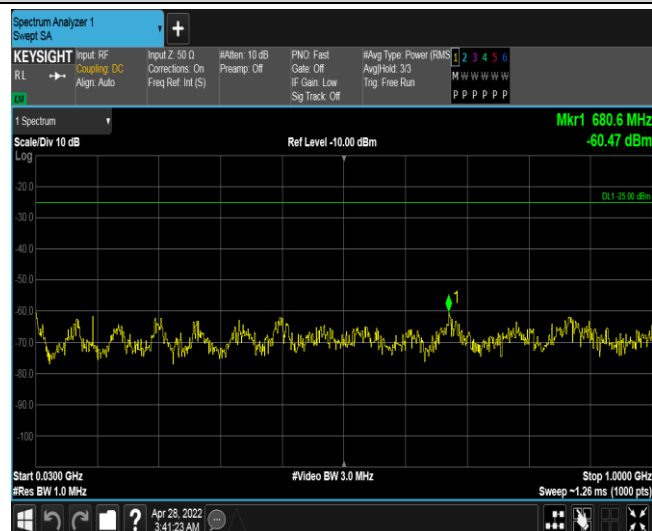 Spectrum Analyzer 1
Swept SA
+
KEYSIGHT
RL
Input: RF
Coupling: DC
Align: Auto
Input Z: 50 Ω
Corrections: On
Freq Ref: Int (S)
#Atten: 10 dB
Preamp: Off
PNO: Fast
Gate: Off
IF Gain: Low
Sig Track: Off
#Avg Type: Power (RMS
Avg|Hold: 3/3
Trig: Free Run
1 2 3 4 5 6
M W W W W W
P P P P P P
1 Spectrum
Scale/Div 10 dB
Ref Level -10.00 dBm
Mkr1 680.6 MHz
-60.47 dBm
Log
-20.0
DL1 -25.00 dBm
-30.0
-40.0
-50.0
1
-60.0
-70.0
-80.0
-90.0
-100
Start 0.0300 GHz
#Video BW 3.0 MHz
Stop 1.0000 GHz
#Res BW 1.0 MHz
Sweep ~1.26 ms (1000 pts)
?
Apr 28, 2022
3:41:23 AM